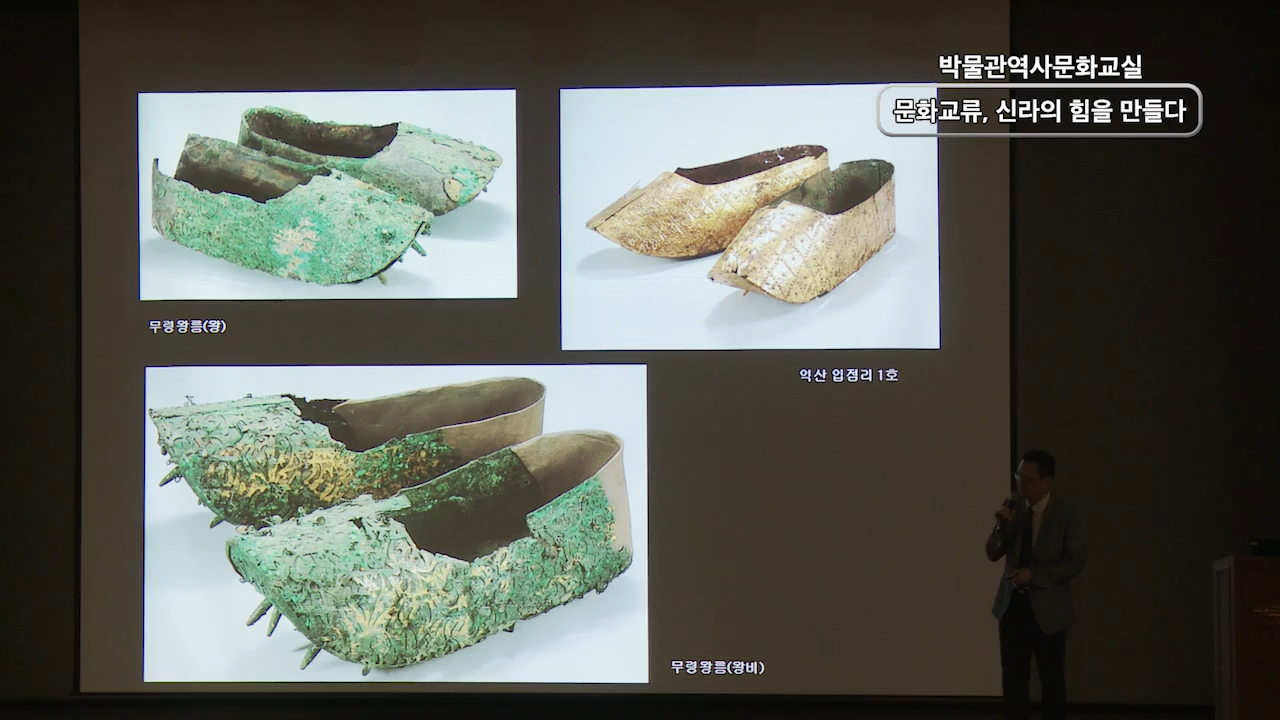 박물관역사문화교실
문화교류, 신라의 힘을 만들다
무령왕릉(왕)
익산 입점리 1호
무령왕릉(왕비)